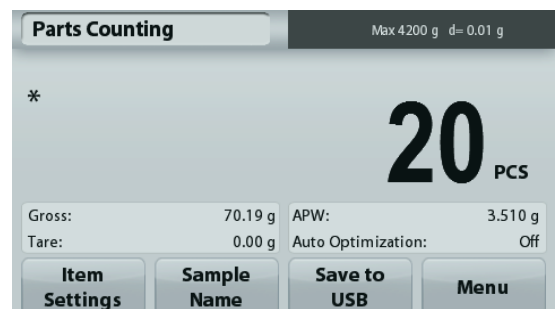 Parts Counting
Max 4200 g d= 0.01 g
*
20 PCS
Gross: 70.19 g APW: 3.510 g
Tare: 0.00 g Auto Optimization: Off
Item Settings
Sample Name
Save to USB
Menu